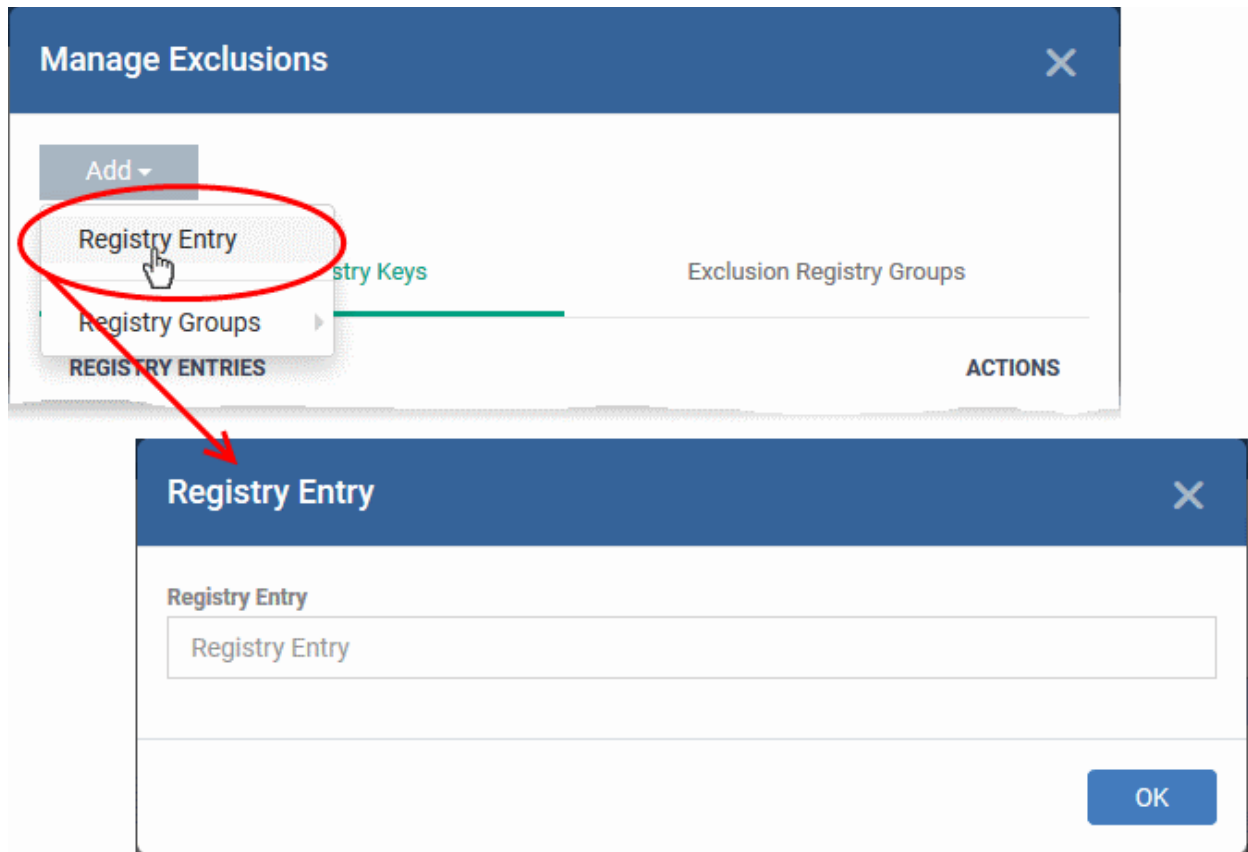 Manage Exclusions
Add
Registry Entry
stry Keys Exclusion Registry Groups
Registry Groups
REGISTRY ENTRIES ACTIONS
Registry Entry
Registry Entry
Registry Entry
OK